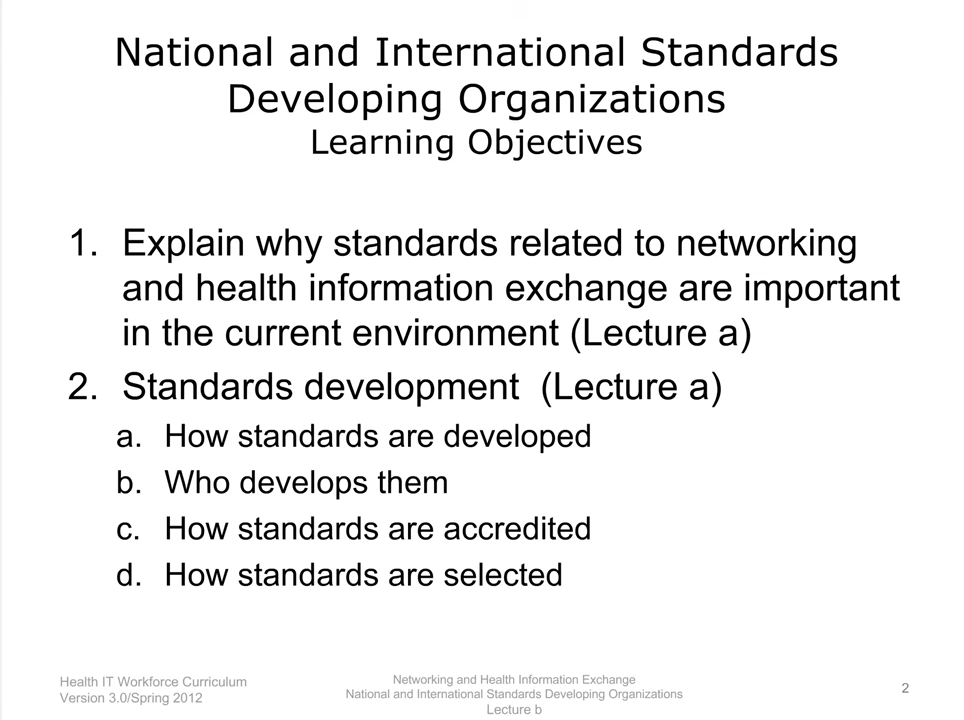 National and International Standards
Developing Organizations
Learning Objectives
1. Explain why standards related to networking
and health information exchange are important
in the current environment (Lecture a)
2. Standards development (Lecture a)
a. How standards are developed
b. Who develops them
c. How standards are accredited
d. How standards are selected
Health IT Workforce Curriculum
Version 3.0/Spring 2012
Networking and Health Information Exchange
National and International Standards Developing Organizations
Lecture b
2